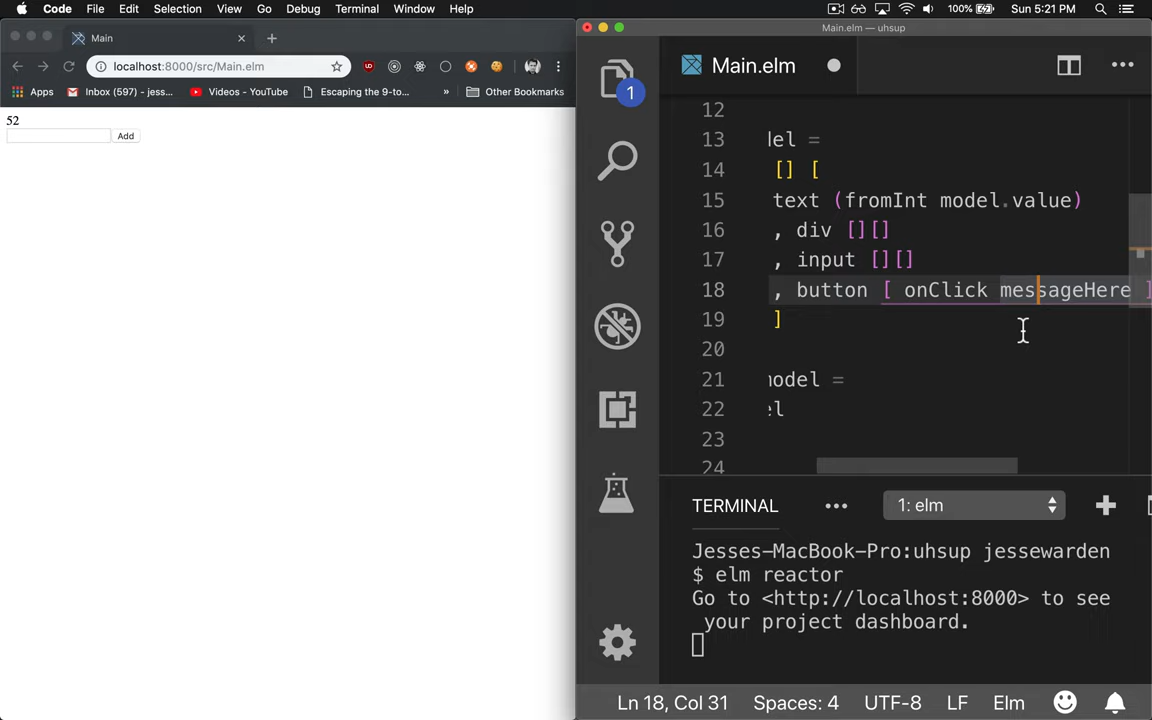 Code File Edit Selection View Go Debug Terminal Window Help 100% Sun 5:21 PM
Main
localhost:8000/src/Main.elm
Apps Inbox (597) - jess... Videos - YouTube Escaping the 9-to... » Other Bookmarks
52
Add
Main.elm — uhsup
Main.elm
1
12
13 lel =
14 [] [
15 text (fromInt model.value)
16 , div [][]
17 , input [][]
18 , button [ onClick messageHere ]
19 ]
20
21 model =
22 el
23
24
TERMINAL ... 1: elm
Jesses-MacBook-Pro:uhsup jessewarden
$ elm reactor
Go to <http://localhost:8000> to see
your project dashboard.
Ln 18, Col 31 Spaces: 4 UTF-8 LF Elm